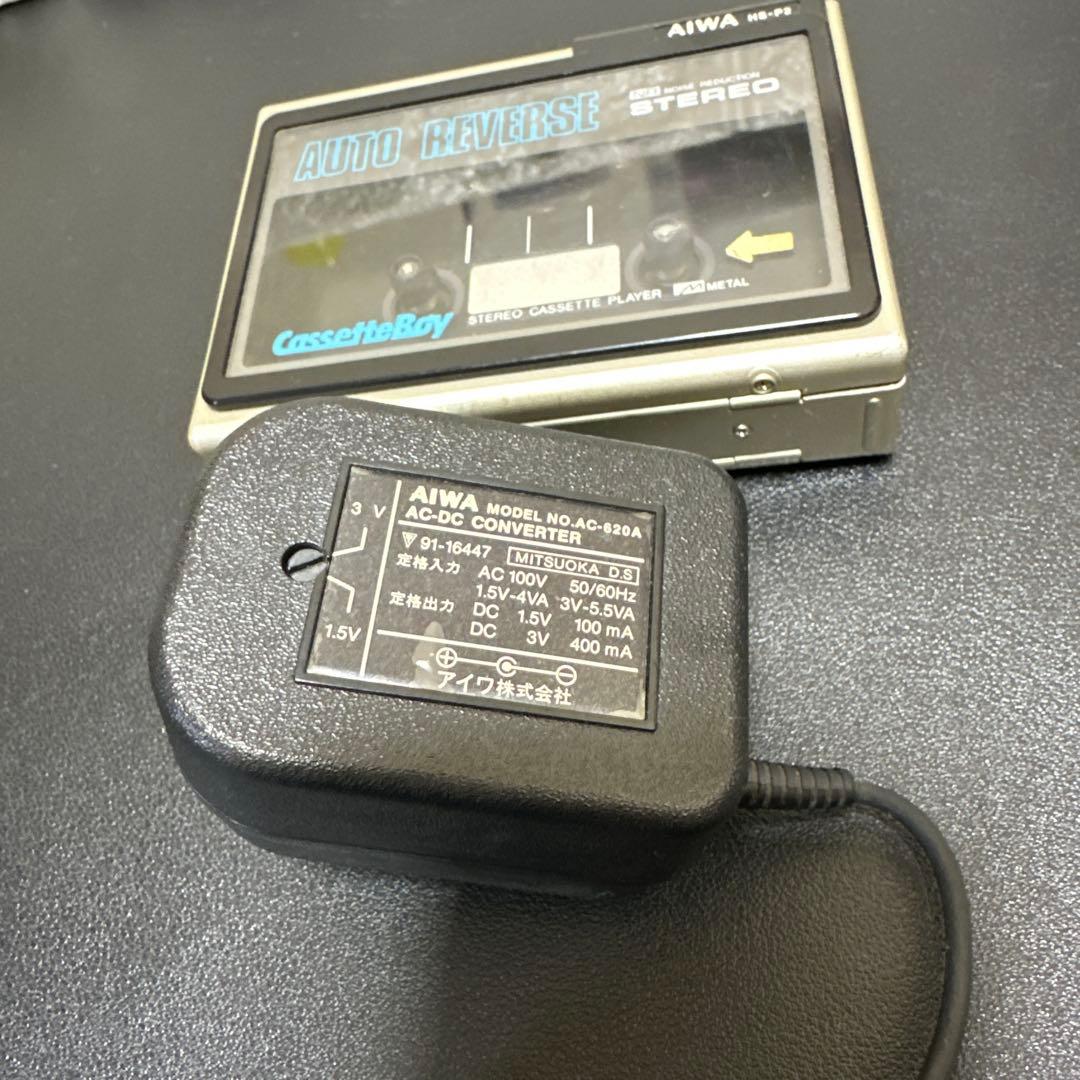 AIWA HS-P2
NOISE REDUCTION
STEREO
AUTO REVERSE
STEREO CASSETTE PLAYER METAL
CassetteBoy
AIWA MODEL NO.AC-620A
AC-DC CONVERTER
91-16447 MITSUOKA D.S
定格入力 AC 100V 50/60Hz
1.5V-4VA 3V-5.5VA
定格出力 DC 1.5V 100 mA
DC 3V 400 mA
アイワ株式会社
3 V
1.5V